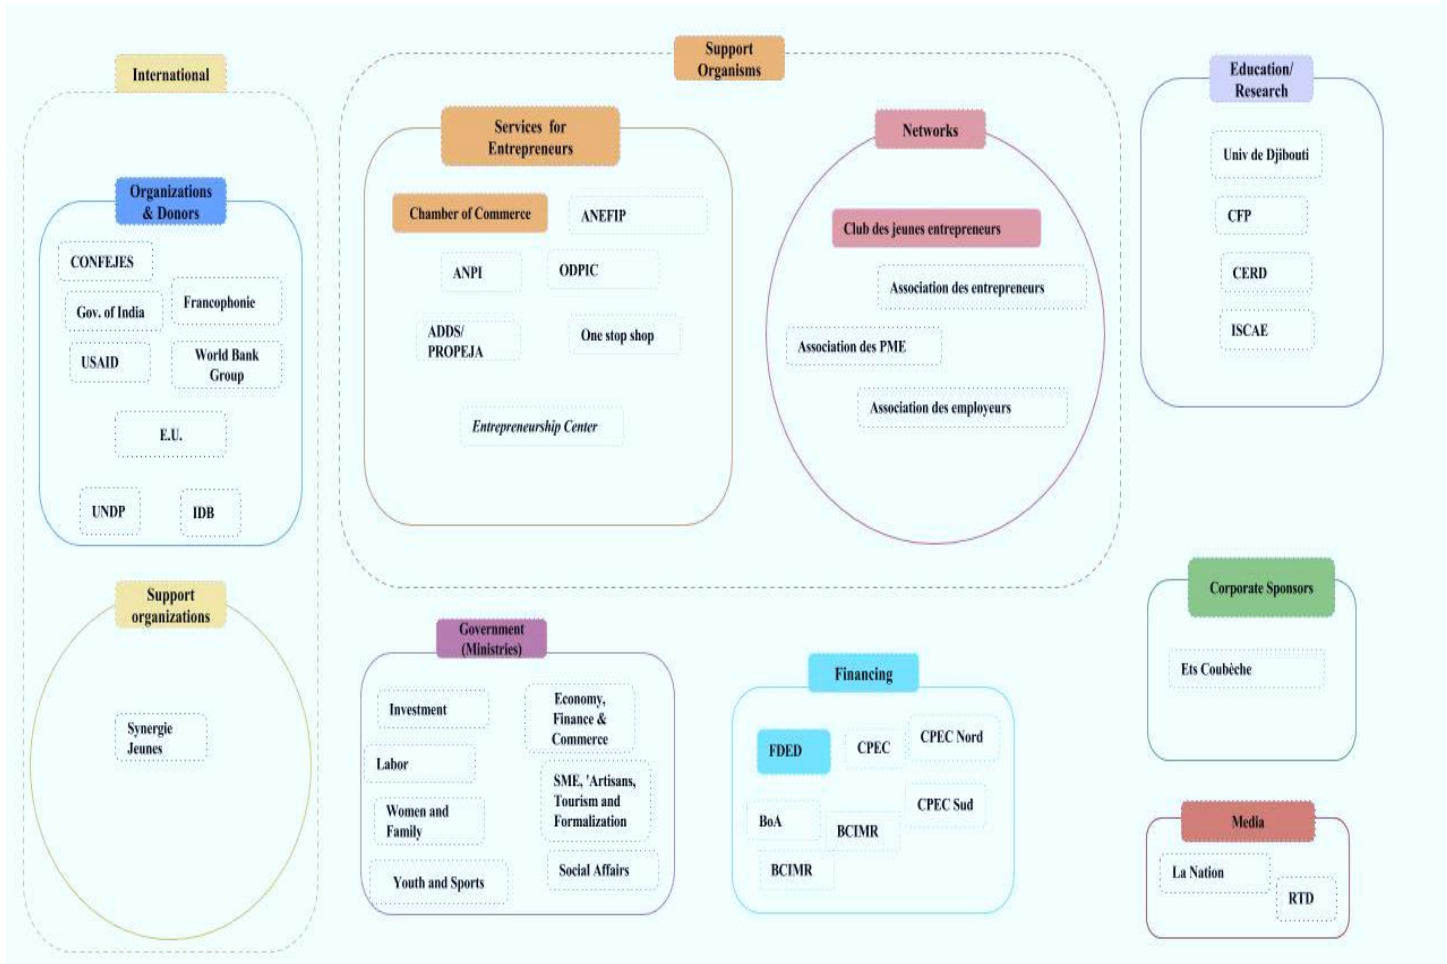 International
Organizations
& Donors
CONFEJES
Gov. of India
Francophonie
USAID
World Bank
Group
E.U.
UNDP
IDB
Support
organizations
Synergie
Jeunes
Support
Organisms
Services for
Entrepreneurs
Chamber of Commerce
ANEFIP
ANPI
ODPIC
ADDS/
PROPEJA
One stop shop
Entrepreneurship Center
Networks
Club des jeunes entrepreneurs
Association des entrepreneurs
Association des PME
Association des employeurs
Government
(Ministries)
Investment
Economy,
Finance &
Commerce
Labor
SME, 'Artisans,
Tourism and
Formalization
Women and
Family
Youth and Sports
Social Affairs
Financing
FDED
CPEC
CPEC Nord
CPEC Sud
BoA
BCIMR
BCIMR
Education/
Research
Univ de Djibouti
CFP
CERD
ISCAE
Corporate Sponsors
Ets Coubèche
Media
La Nation
RTD